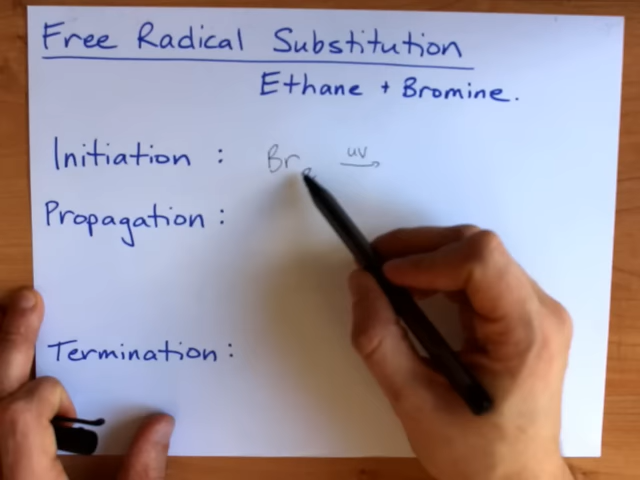 Free Radical Substitution
Ethane + Bromine.
Initiation : Br₂ uv →
Propagation :
Termination :